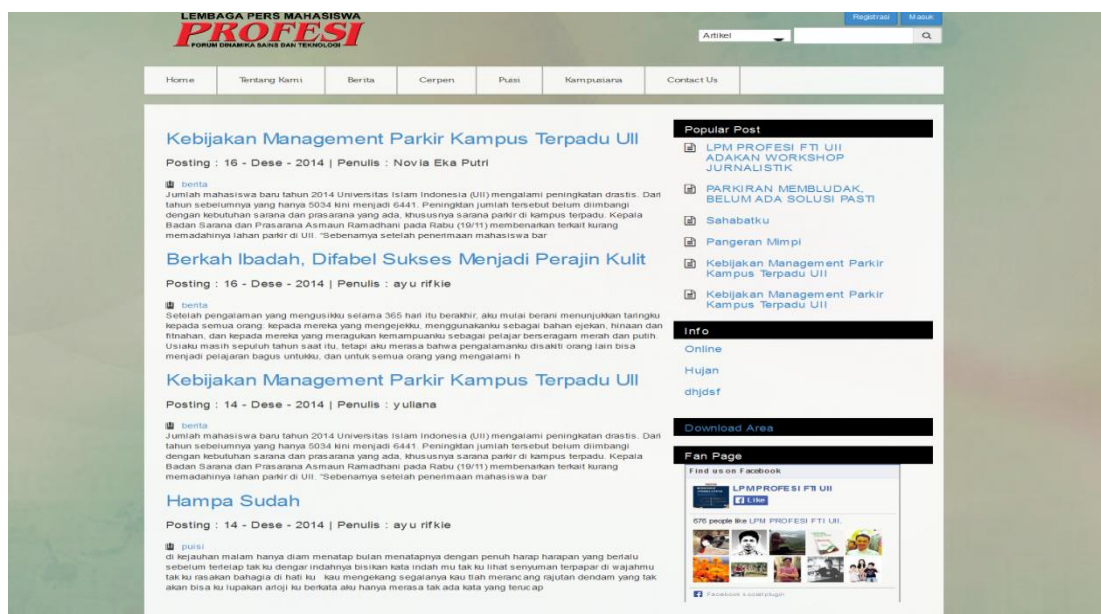 LEMBAGA PERS MAHASISWA
PROFESI
FORUM DINAMIKA SAINS DAN TEKNOLOGI
Registrasi
Masuk
Artikel
Home
Tentang Kami
Berita
Cerpen
Puisi
Kampusiana
Contact Us
Kebijakan Management Parkir Kampus Terpadu UII
Posting : 16 - Dese - 2014 | Penulis : Novia Eka Putri
berita
Jumlah mahasiswa baru tahun 2014 Universitas Islam Indonesia (UII) mengalami peningkatan drastis. Dari
tahun sebelumnya yang hanya 5034 kini menjadi 6441. Peningktan jumlah tersebut belum diimbangi
dengan kebutuhan sarana dan prasarana yang ada, khususnya sarana parkir di kampus terpadu. Kepala
Badan Sarana dan Prasarana Asmaun Ramadhani pada Rabu (19/11) membenarkan terkait kurang
memadahinya lahan parkir di UII. "Sebenarnya setelah penerimaan mahasiswa bar
Berkah Ibadah, Difabel Sukses Menjadi Perajin Kulit
Posting : 16 - Dese - 2014 | Penulis : ayu rifkie
berita
Setelah pengalaman yang mengusikku selama 365 hari itu berakhir, aku mulai berani menunjukkan taringku
kepada semua orang: kepada mereka yang mengejekku, menggunakanku sebagai bahan ejekan, hinaan dan
fitnahan, dan kepada mereka yang meragukan kemampuanku sebagai pelajar berseragam merah dan putih.
Usiaku masih sepuluh tahun saat itu, tetapi aku merasa bahwa pengalamanku disakiti orang lain bisa
menjadi pelajaran bagus untukku, dan untuk semua orang yang mengalami h
Kebijakan Management Parkir Kampus Terpadu UII
Posting : 14 - Dese - 2014 | Penulis : yuliana
berita
Jumlah mahasiswa baru tahun 2014 Universitas Islam Indonesia (UII) mengalami peningkatan drastis. Dari
tahun sebelumnya yang hanya 5034 kini menjadi 6441. Peningktan jumlah tersebut belum diimbangi
dengan kebutuhan sarana dan prasarana yang ada, khususnya sarana parkir di kampus terpadu. Kepala
Badan Sarana dan Prasarana Asmaun Ramadhani pada Rabu (19/11) membenarkan terkait kurang
memadahinya lahan parkir di UII. "Sebenarnya setelah penerimaan mahasiswa bar
Hampa Sudah
Posting : 14 - Dese - 2014 | Penulis : ayu rifkie
puisi
di kejauhan malam hanya diam menatap bulan menatapnya dengan penuh harap harapan yang berlalu
sebelum terlelap tak ku dengar indahnya bisikan kata indah mu tak ku lihat senyuman terpapar di wajahmu
tak ku rasakan bahagia di hati ku kau mengekang segalanya kau tlah merancang rajutan dendam yang tak
akan bisa ku lupakan arloji ku berkata aku hanya merasa tak ada kata yang terucap
Popular Post
LPM PROFESI FTI UII
ADAKAN WORKSHOP
JURNALISTIK
PARKIRAN MEMBLUDAK,
BELUM ADA SOLUSI PASTI
Sahabatku
Pangeran Mimpi
Kebijakan Management Parkir
Kampus Terpadu UII
Kebijakan Management Parkir
Kampus Terpadu UII
Info
Online
Hujan
dhjdsf
Download Area
Fan Page
Find us on Facebook
LPM PROFESI FTI UII
Like
676 people like LPM PROFESI FTI UII.
Facebook social plugin